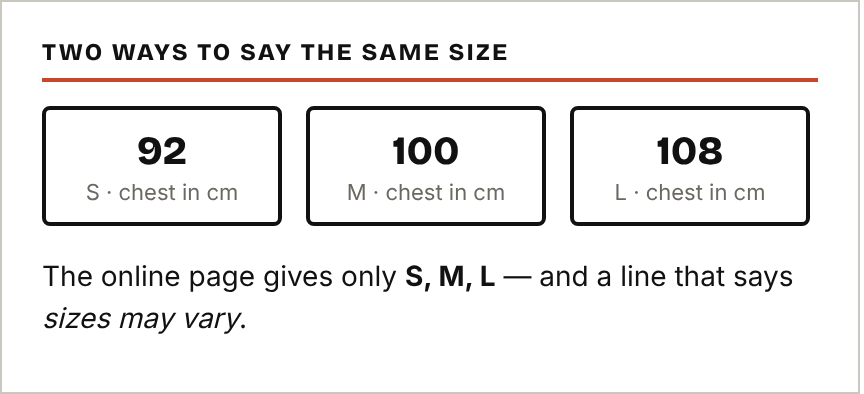 TWO WAYS TO SAY THE SAME SIZE
92
S · chest in cm
100
M · chest in cm
108
L · chest in cm
The online page gives only S, M, L — and a line that says
sizes may vary.